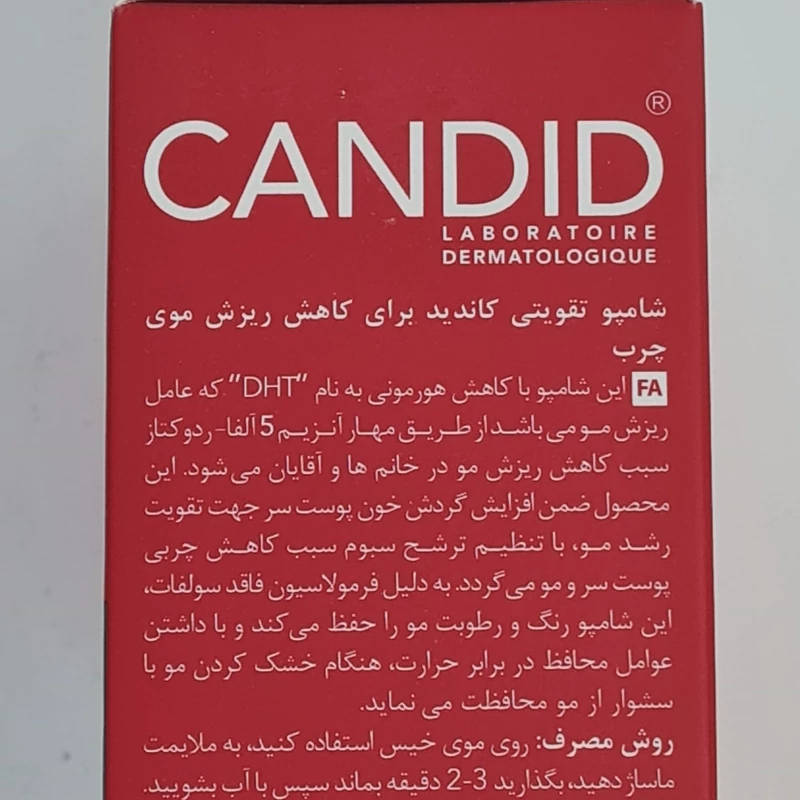 CANDID®
LABORATOIRE
DERMATOLOGIQUE
شامپو تقویتی کاندید برای کاهش ریزش موی
چرب
FA این شامپو با کاهش هورمونی به نام "DHT" که عامل
ریزش مو می باشد از طریق مهار آنزیم 5 آلفا-ردوکتاز
سبب کاهش ریزش مو در خانم ها و آقایان می شود. این
محصول ضمن افزایش گردش خون پوست سر جهت تقویت
رشد مو، با تنظیم ترشح سبوم سبب کاهش چربی
پوست سر و مو می گردد. به دلیل فرمولاسیون فاقد سولفات،
این شامپو رنگ و رطوبت مو را حفظ می کند و با داشتن
عوامل محافظ در برابر حرارت، هنگام خشک کردن مو با
سشوار از مو محافظت می نماید.
روش مصرف: روی موی خیس استفاده کنید، به ملایمت
ماساژ دهید، بگذارید 3-2 دقیقه بماند سپس با آب بشویید.